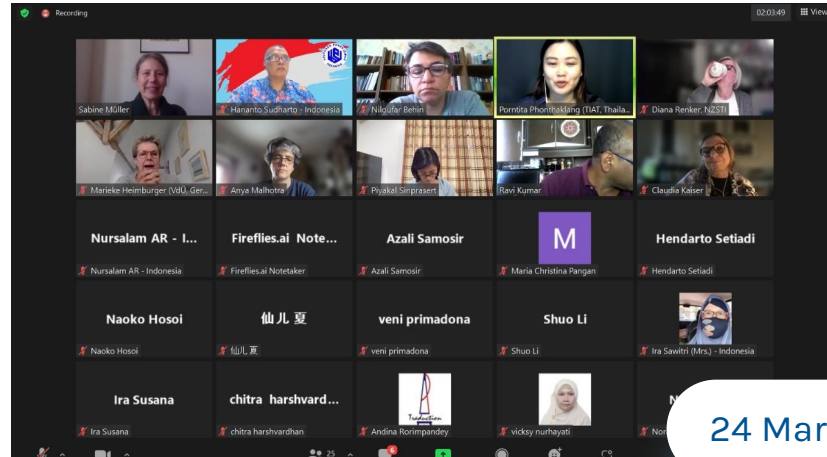 Recording
02:03:49
View
Sabine Müller
Hananto Sudharto - Indonesia
Nilgufar Behin
Porntita Phonthaklang (TIAT, Thaila...
Diana Renker, NZSTI
Marieke Heimburger (VdÜ, Ger...
Anya Malhotra
Piyakal Sinprasert
Ravi Kumar
Claudia Kaiser
Nursalam AR - I...
Fireflies.ai Note...
Azali Samosir
M
Hendarto Setiadi
Nursalam AR - Indonesia
Fireflies.ai Notetaker
Azali Samosir
Maria Christina Pangan
Hendarto Setiadi
Naoko Hosoi
仙儿 夏
veni primadona
Shuo Li
Naoko Hosoi
仙儿 夏
veni primadona
Shuo Li
Ira Sawitri (Mrs.) - Indonesia
Ira Susana
chitra harshvard...
Traduction
N
Ira Susana
chitra harshvardhan
Andina Rorimpandey
vicksy nurhayati
Nor
25
6
24 Mar